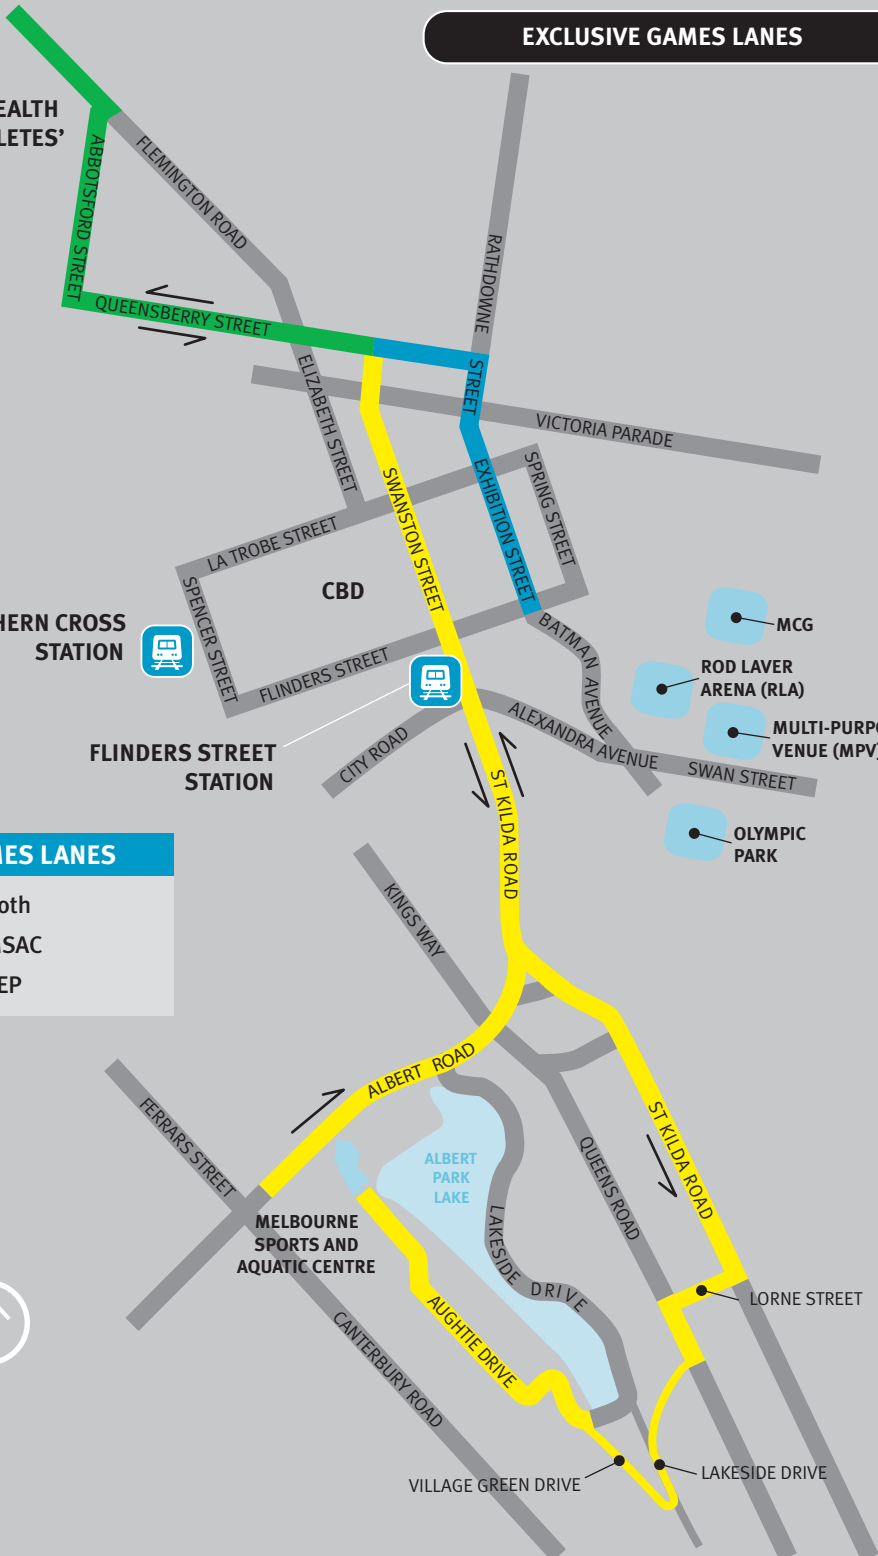 EXCLUSIVE GAMES LANES
EALTH
LETES’
FLEMINGTON ROAD
ABBOTSFORD STREET
RATHDOWNE
STREET
QUEENSBERRY STREET
ELIZABETH STREET
VICTORIA PARADE
SWANSTON STREET
EXHIBITION STREET
SPRING STREET
LA TROBE STREET
CBD
SPENCER STREET
HERN CROSS
STATION
FLINDERS STREET
BATMAN AVENUE
MCG
ROD LAVER
ARENA (RLA)
MULTI-PURPO
VENUE (MPV)
ALEXANDRA AVENUE
SWAN STREET
CITY ROAD
FLINDERS STREET
STATION
ST KILDA ROAD
OLYMPIC
PARK
MES LANES
oth
SAC
EP
KINGS WAY
ALBERT ROAD
FERRARS STREET
ST KILDA ROAD
QUEENS ROAD
ALBERT
PARK
LAKE
LAKESIDE DRIVE
MELBOURNE
SPORTS AND
AQUATIC CENTRE
LORNE STREET
AUGHTIE DRIVE
CANTERBURY ROAD
VILLAGE GREEN DRIVE
LAKESIDE DRIVE